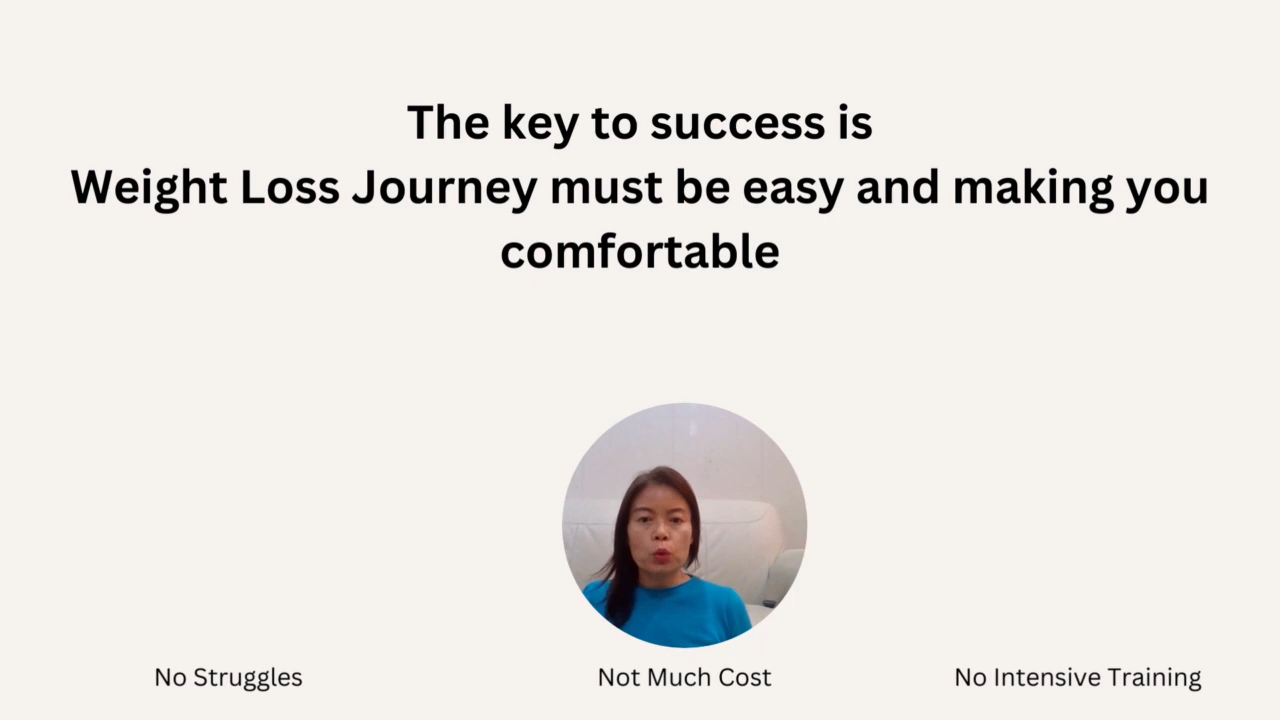 The key to success is
Weight Loss Journey must be easy and making you
comfortable
No Struggles
Not Much Cost
No Intensive Training